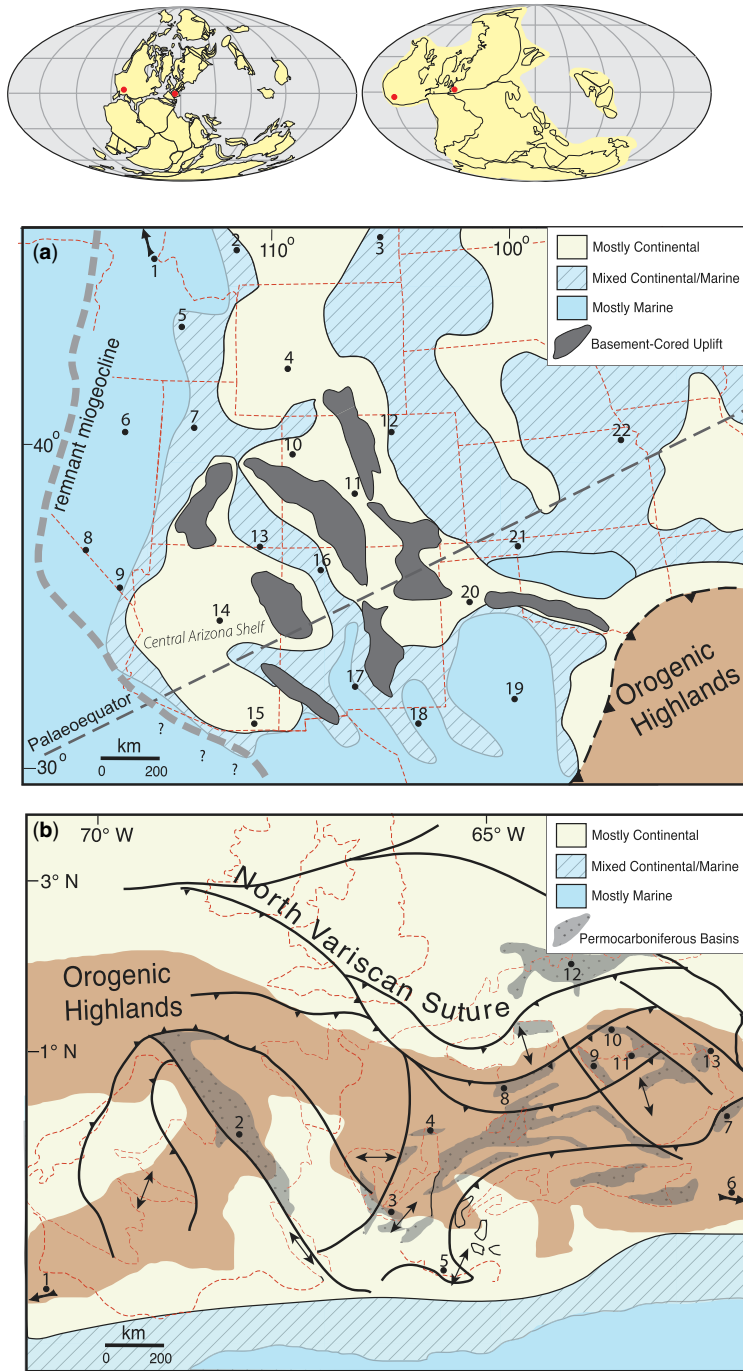 (a)
110°
100°
Mostly Continental
Mixed Continental/Marine
Mostly Marine
Basement-Cored Uplift
1
2
3
5
4
remnant miogeocline
6
7
10
12
22
40°
11
8
13
16
21
9
14
20
Central Arizona Shelf
17
19
18
15
Palaeoequator
?
?
?
30°
km
0 200
Orogenic
Highlands
(b)
70° W
65° W
Mostly Continental
Mixed Continental/Marine
Mostly Marine
Permocarboniferous Basins
3° N
North Variscan Suture
Orogenic
Highlands
12
1° N
10
9
11
13
8
2
4
7
3
6
5
1
km
0 200